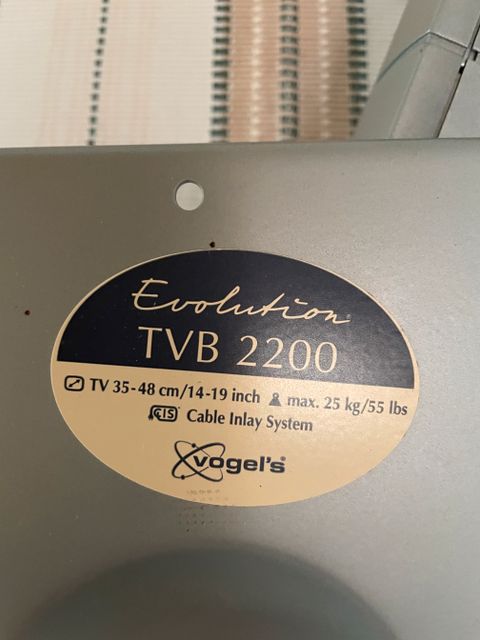 Evolution
TVB 2200
TV 35-48 cm/14-19 inch max. 25 kg/55 lbs
CIS Cable Inlay System
vogel's®